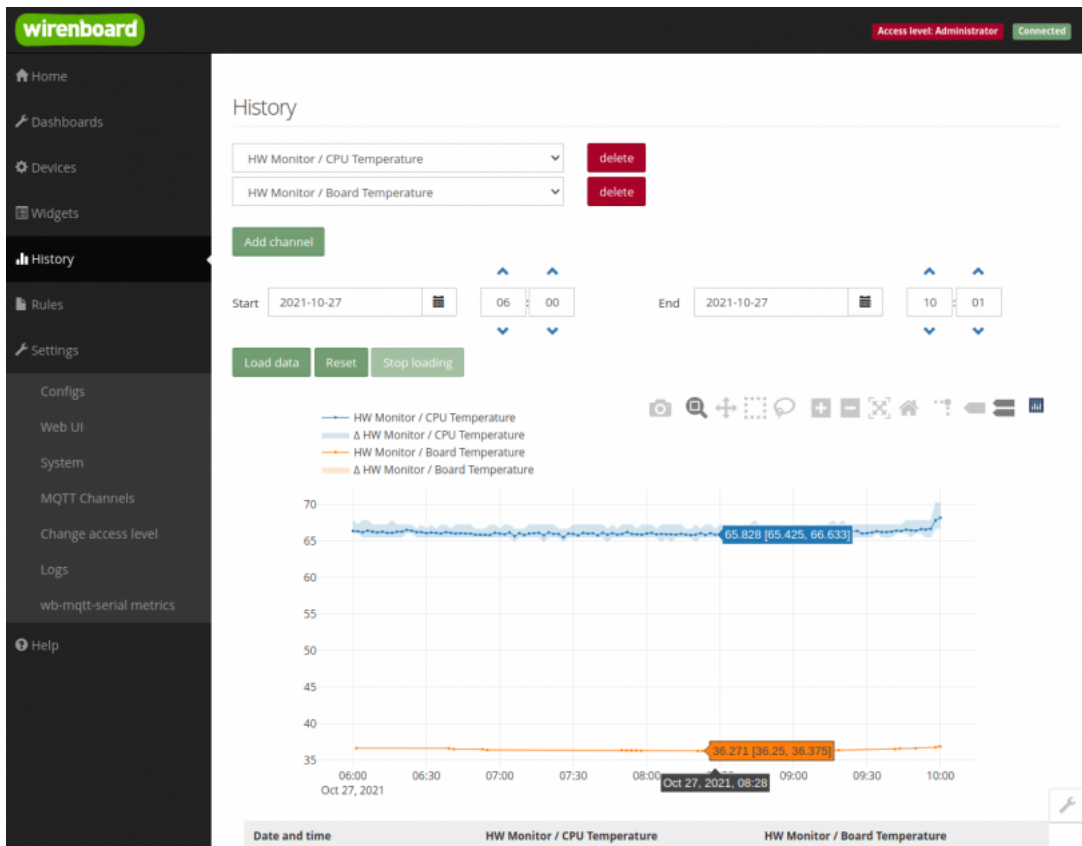 wirenboard
Access level: Administrator
Connected
Home
Dashboards
Devices
Widgets
History
Rules
Settings
Configs
Web UI
System
MQTT Channels
Change access level
Logs
wb-mqtt-serial metrics
Help
History
HW Monitor / CPU Temperature
delete
HW Monitor / Board Temperature
delete
Add channel
Start 2021-10-27 06 : 00 End 2021-10-27 10 : 01
Load data Reset Stop loading
HW Monitor / CPU Temperature
Δ HW Monitor / CPU Temperature
HW Monitor / Board Temperature
Δ HW Monitor / Board Temperature
70
65
60
55
50
45
40
35
65.828 [65.425, 66.633]
36.271 [36.25, 36.375]
06:00 06:30 07:00 07:30 08:00 09:00 09:30 10:00
Oct 27, 2021
Oct 27, 2021, 08:28
Date and time HW Monitor / CPU Temperature HW Monitor / Board Temperature